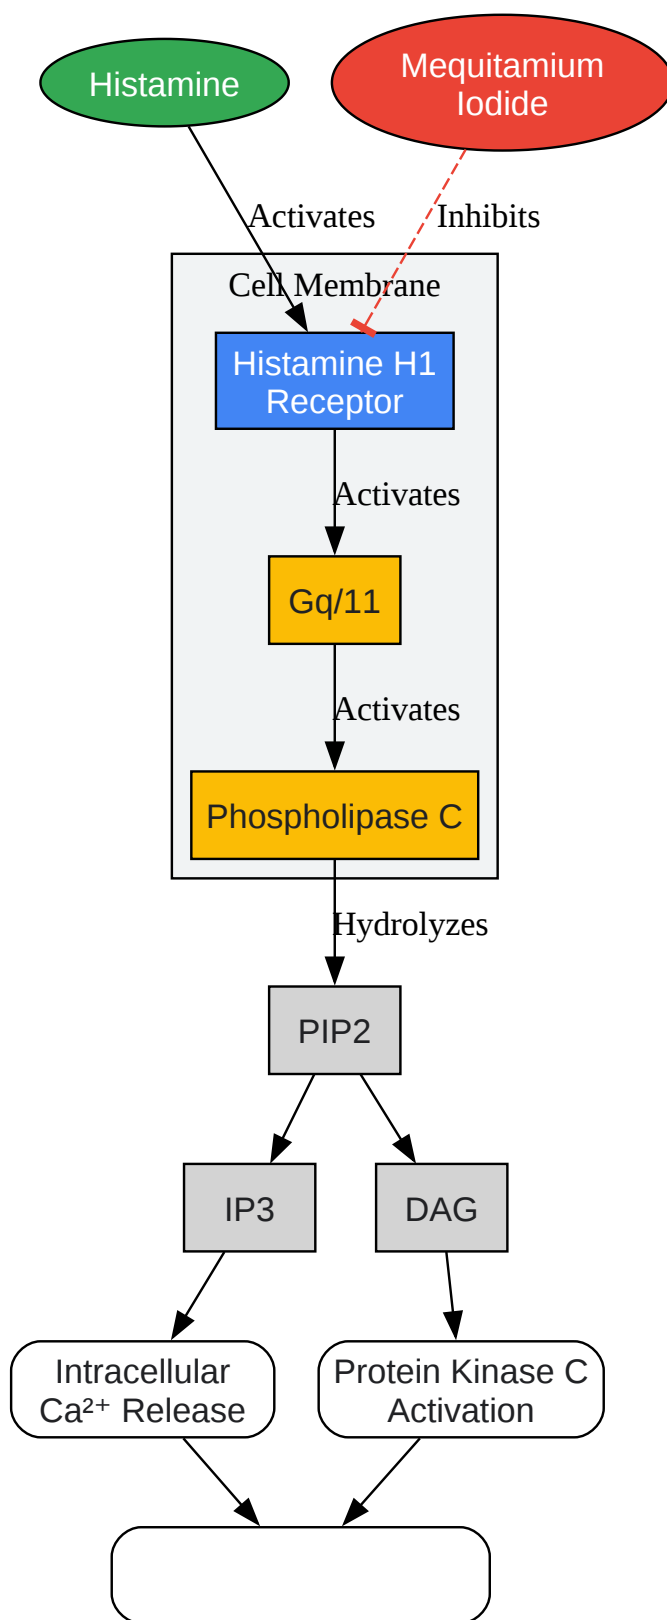 Histamine
Mequitamium
Iodide
Activates
Inhibits
Cell Membrane
Histamine H1
Receptor
Activates
Gq/11
Activates
Phospholipase C
Hydrolyzes
PIP2
IP3
DAG
Intracellular
Ca²⁺ Release
Protein Kinase C
Activation